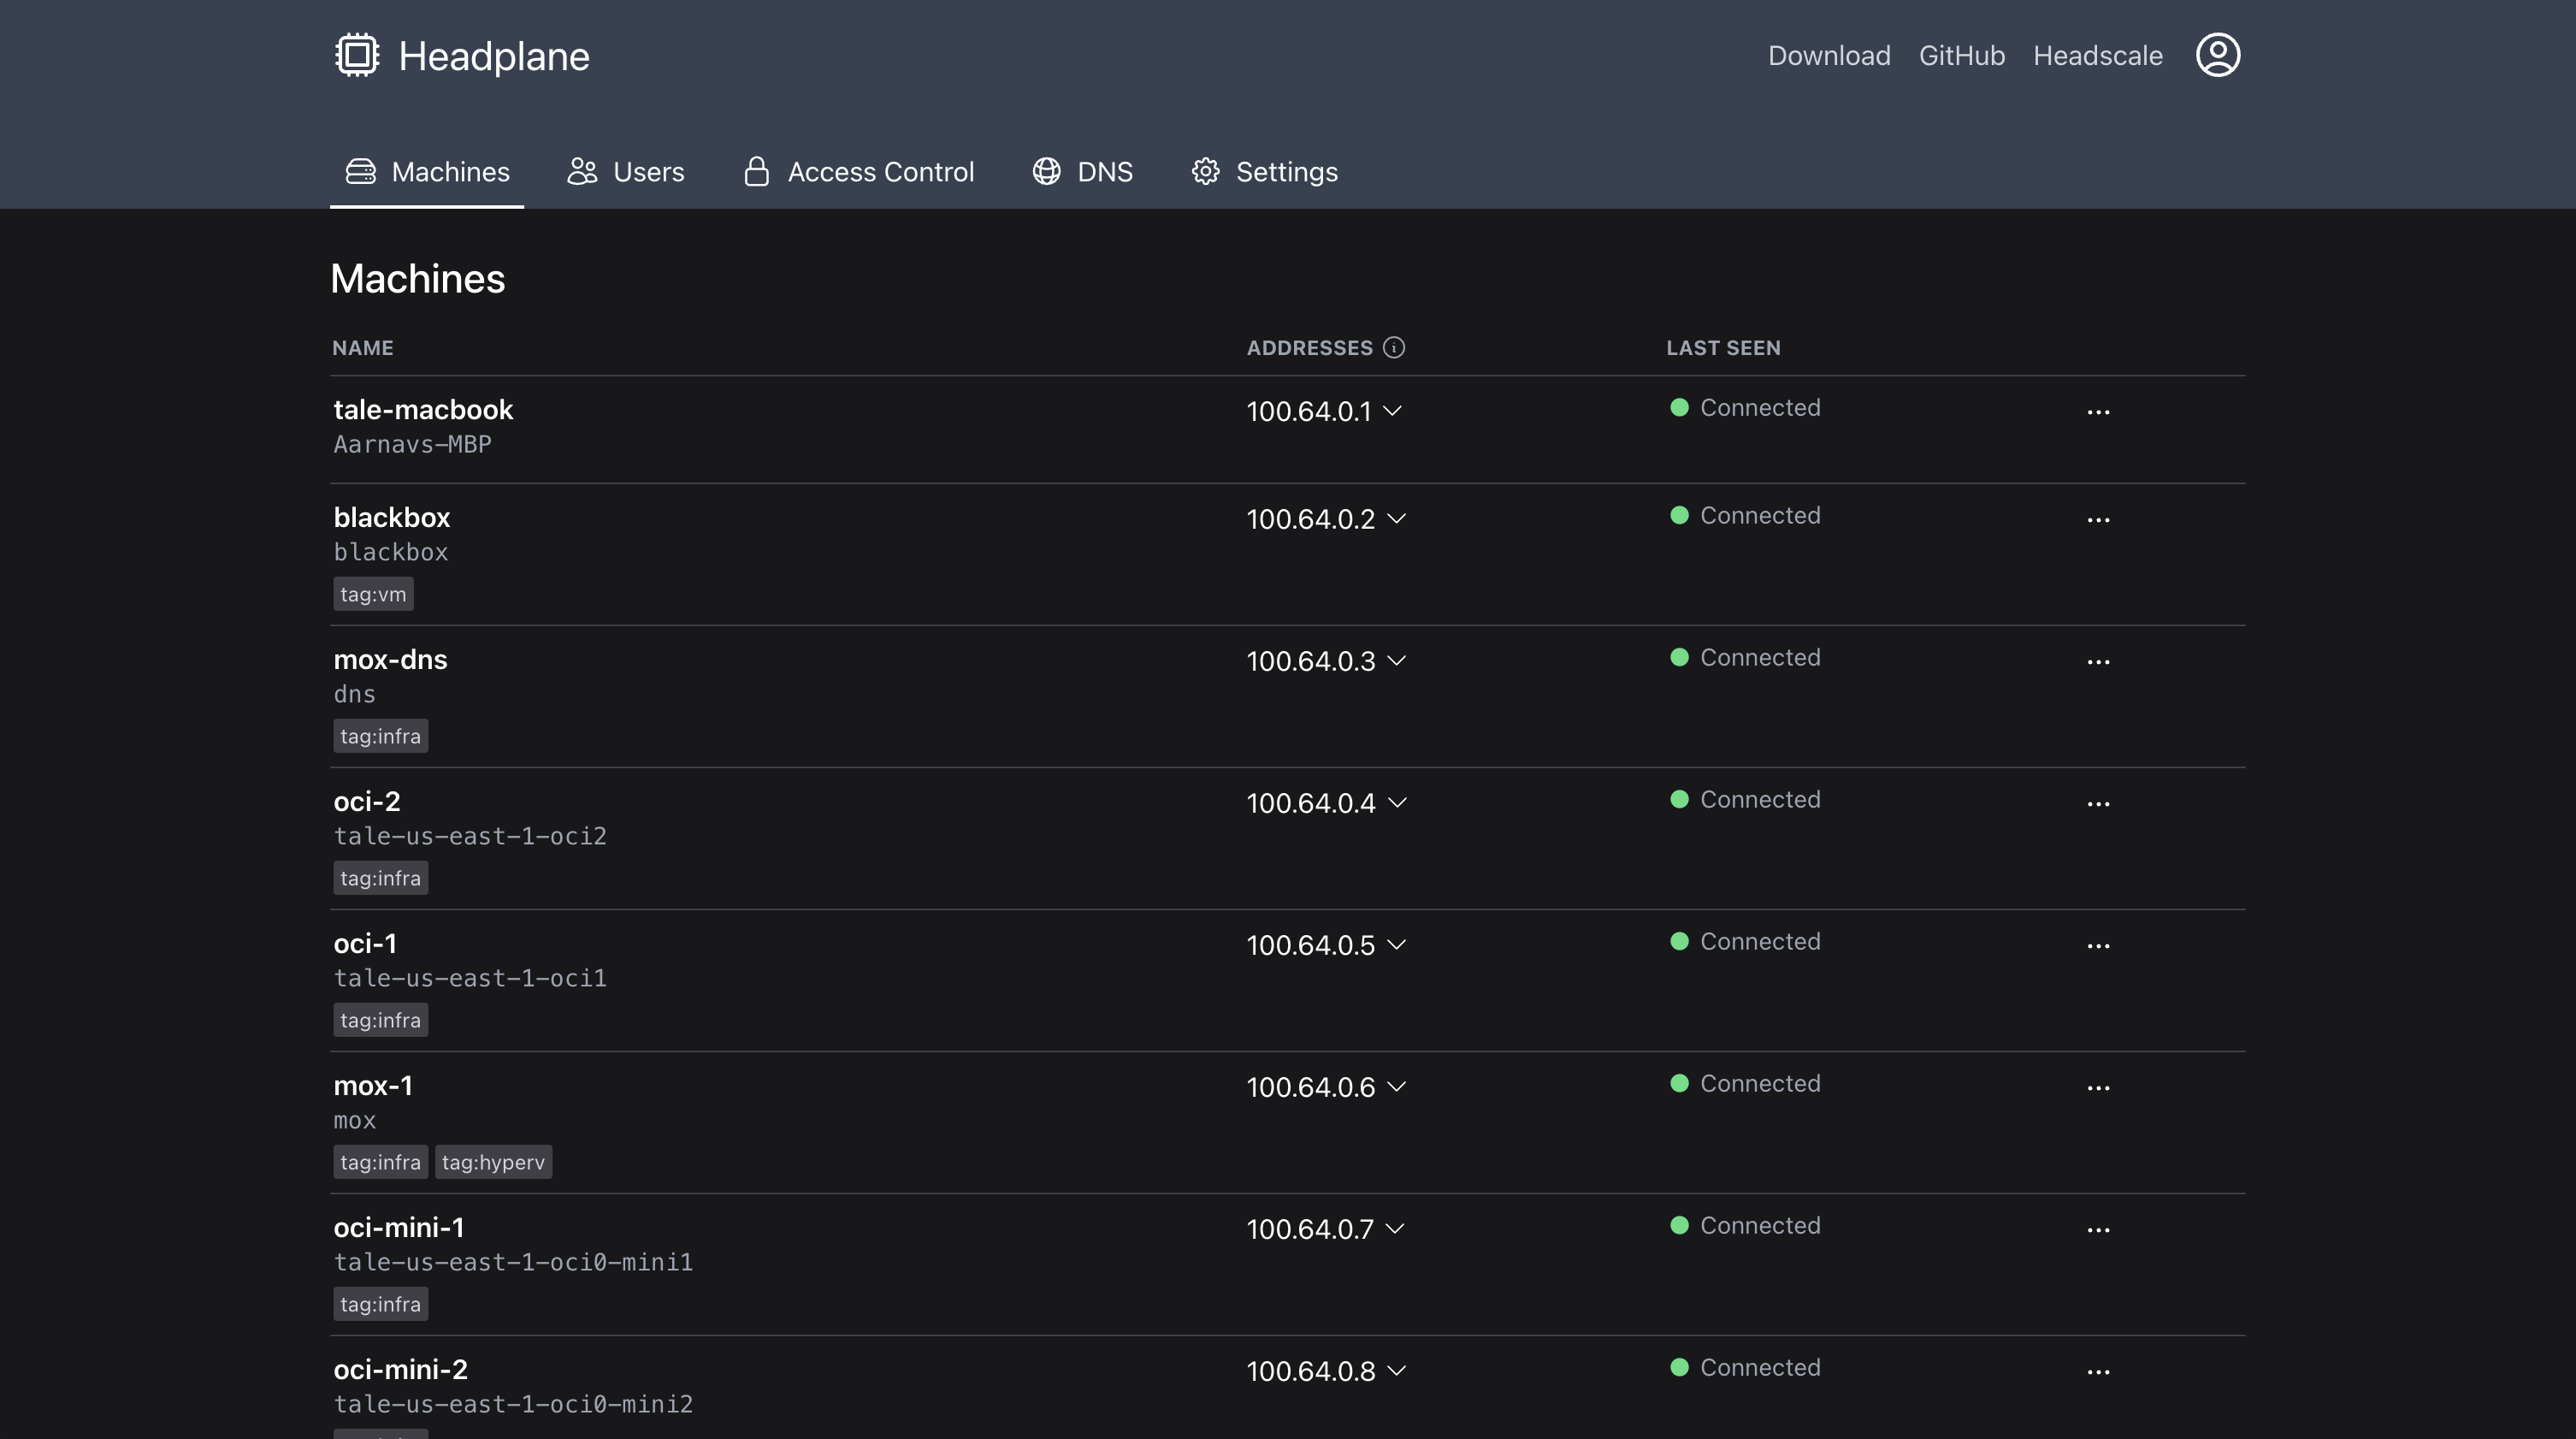 Headplane
Download GitHub Headscale
Machines Users Access Control DNS Settings
Machines
NAME ADDRESSES LAST SEEN
tale-macbook 100.64.0.1 Connected
Aarnavs-MBP
blackbox 100.64.0.2 Connected
blackbox
tag:vm
mox-dns 100.64.0.3 Connected
dns
tag:infra
oci-2 100.64.0.4 Connected
tale-us-east-1-oci2
tag:infra
oci-1 100.64.0.5 Connected
tale-us-east-1-oci1
tag:infra
mox-1 100.64.0.6 Connected
mox
tag:infra tag:hyperv
oci-mini-1 100.64.0.7 Connected
tale-us-east-1-oci0-mini1
tag:infra
oci-mini-2 100.64.0.8 Connected
tale-us-east-1-oci0-mini2